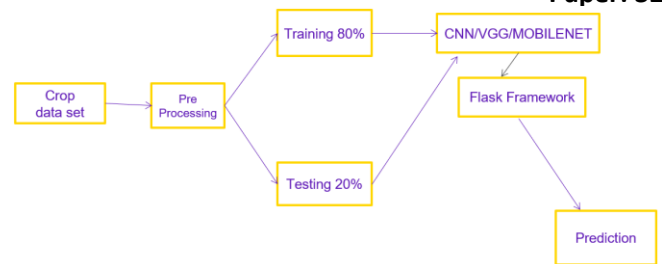 Training 80%
CNN/VGG/MOBILENET
Crop
data set
Pre
Processing
Flask Framework
Testing 20%
Prediction